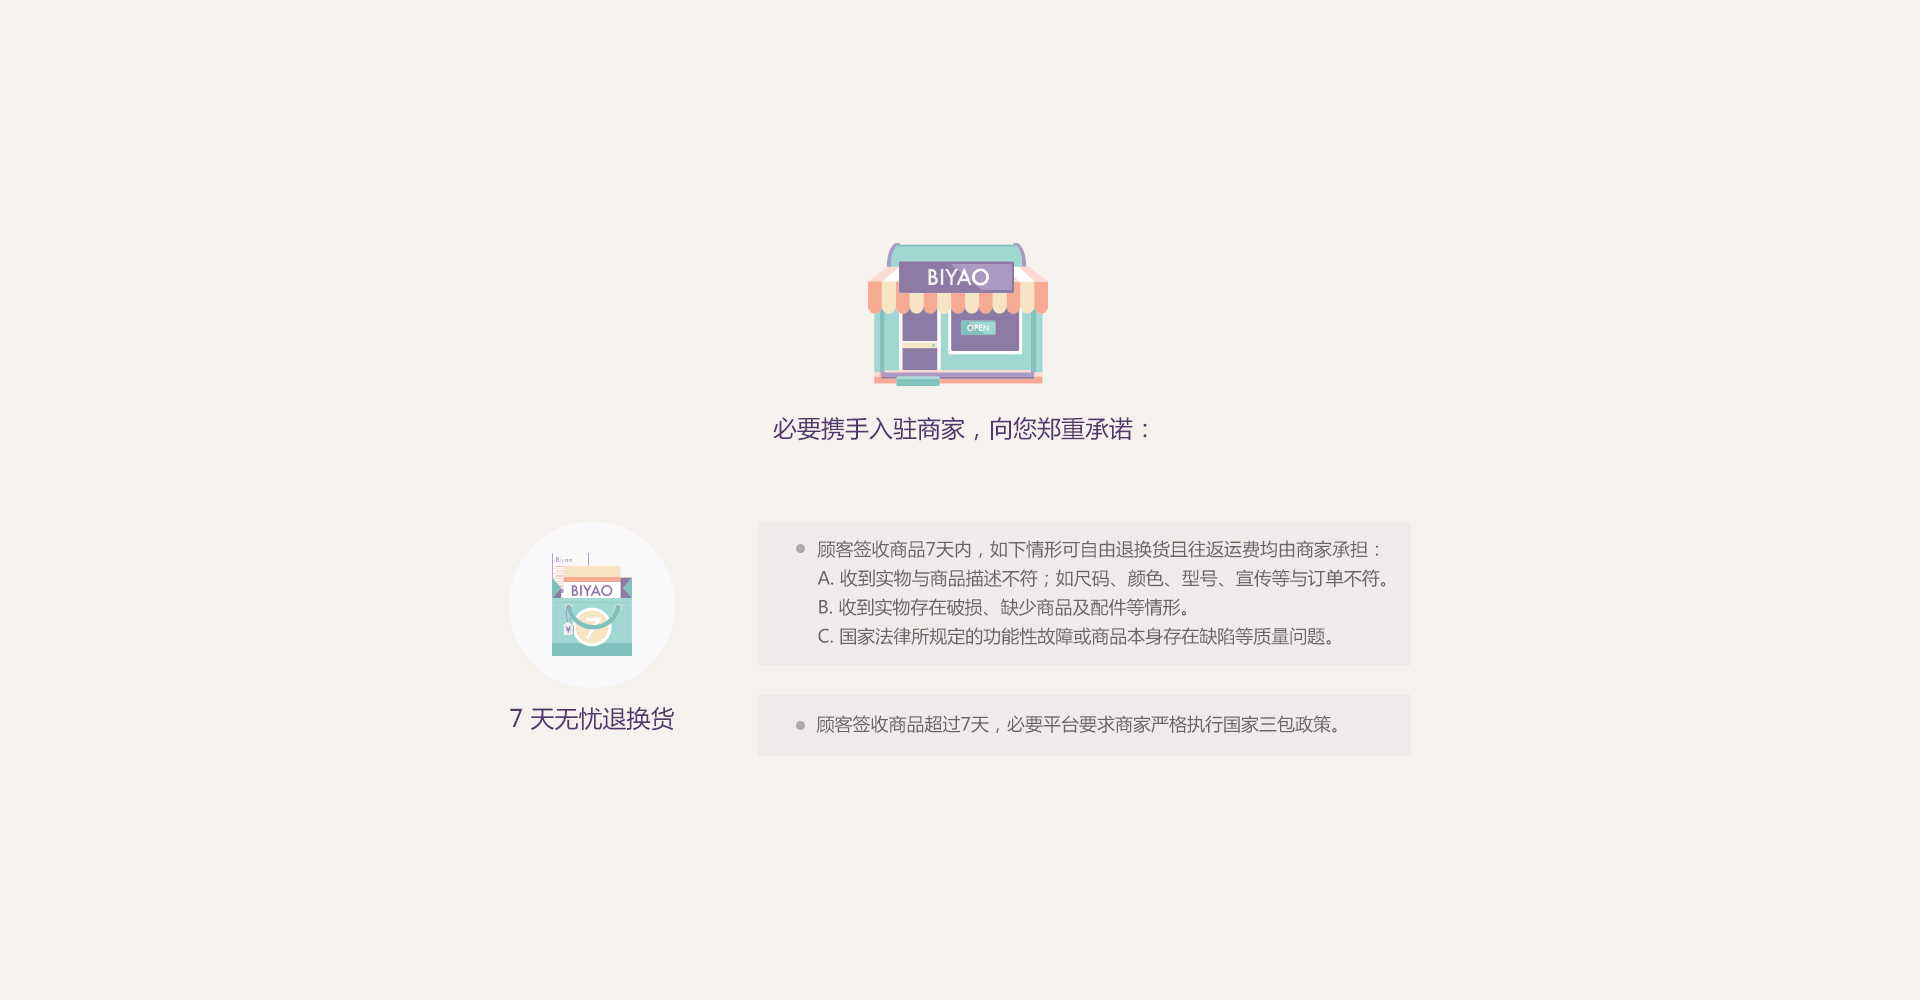 BIYAO
OPEN
必要携手入驻商家，向您郑重承诺：
Biyao
BIYAO
7
¥
7 天无忧退换货
顾客签收商品7天内，如下情形可自由退换货且往返运费均由商家承担：
A. 收到实物与商品描述不符；如尺码、颜色、型号、宣传等与订单不符。
B. 收到实物存在破损、缺少商品及配件等情形。
C. 国家法律所规定的功能性故障或商品本身存在缺陷等质量问题。
顾客签收商品超过7天，必要平台要求商家严格执行国家三包政策。